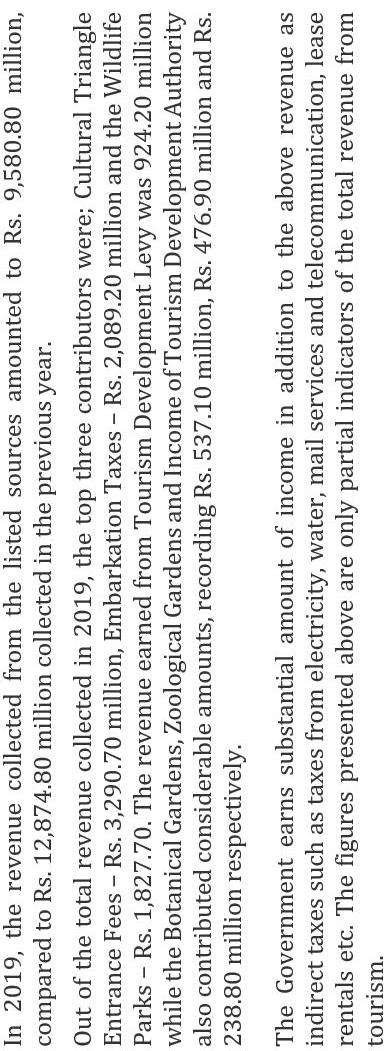 In 2019, the revenue collected from the listed sources amounted to Rs. 9,580.80 million,
compared to Rs. 12,874.80 million collected in the previous year.
Out of the total revenue collected in 2019, the top three contributors were; Cultural Triangle
Entrance Fees – Rs. 3,290.70 million, Embarkation Taxes – Rs. 2,089.20 million and the Wildlife
Parks – Rs. 1,827.70. The revenue earned from Tourism Development Levy was 924.20 million
while the Botanical Gardens, Zoological Gardens and Income of Tourism Development Authority
also contributed considerable amounts, recording Rs. 537.10 million, Rs. 476.90 million and Rs.
238.80 million respectively.
The Government earns substantial amount of income in addition to the above revenue as
indirect taxes such as taxes from electricity, water, mail services and telecommunication, lease
rentals etc. The figures presented above are only partial indicators of the total revenue from
tourism.